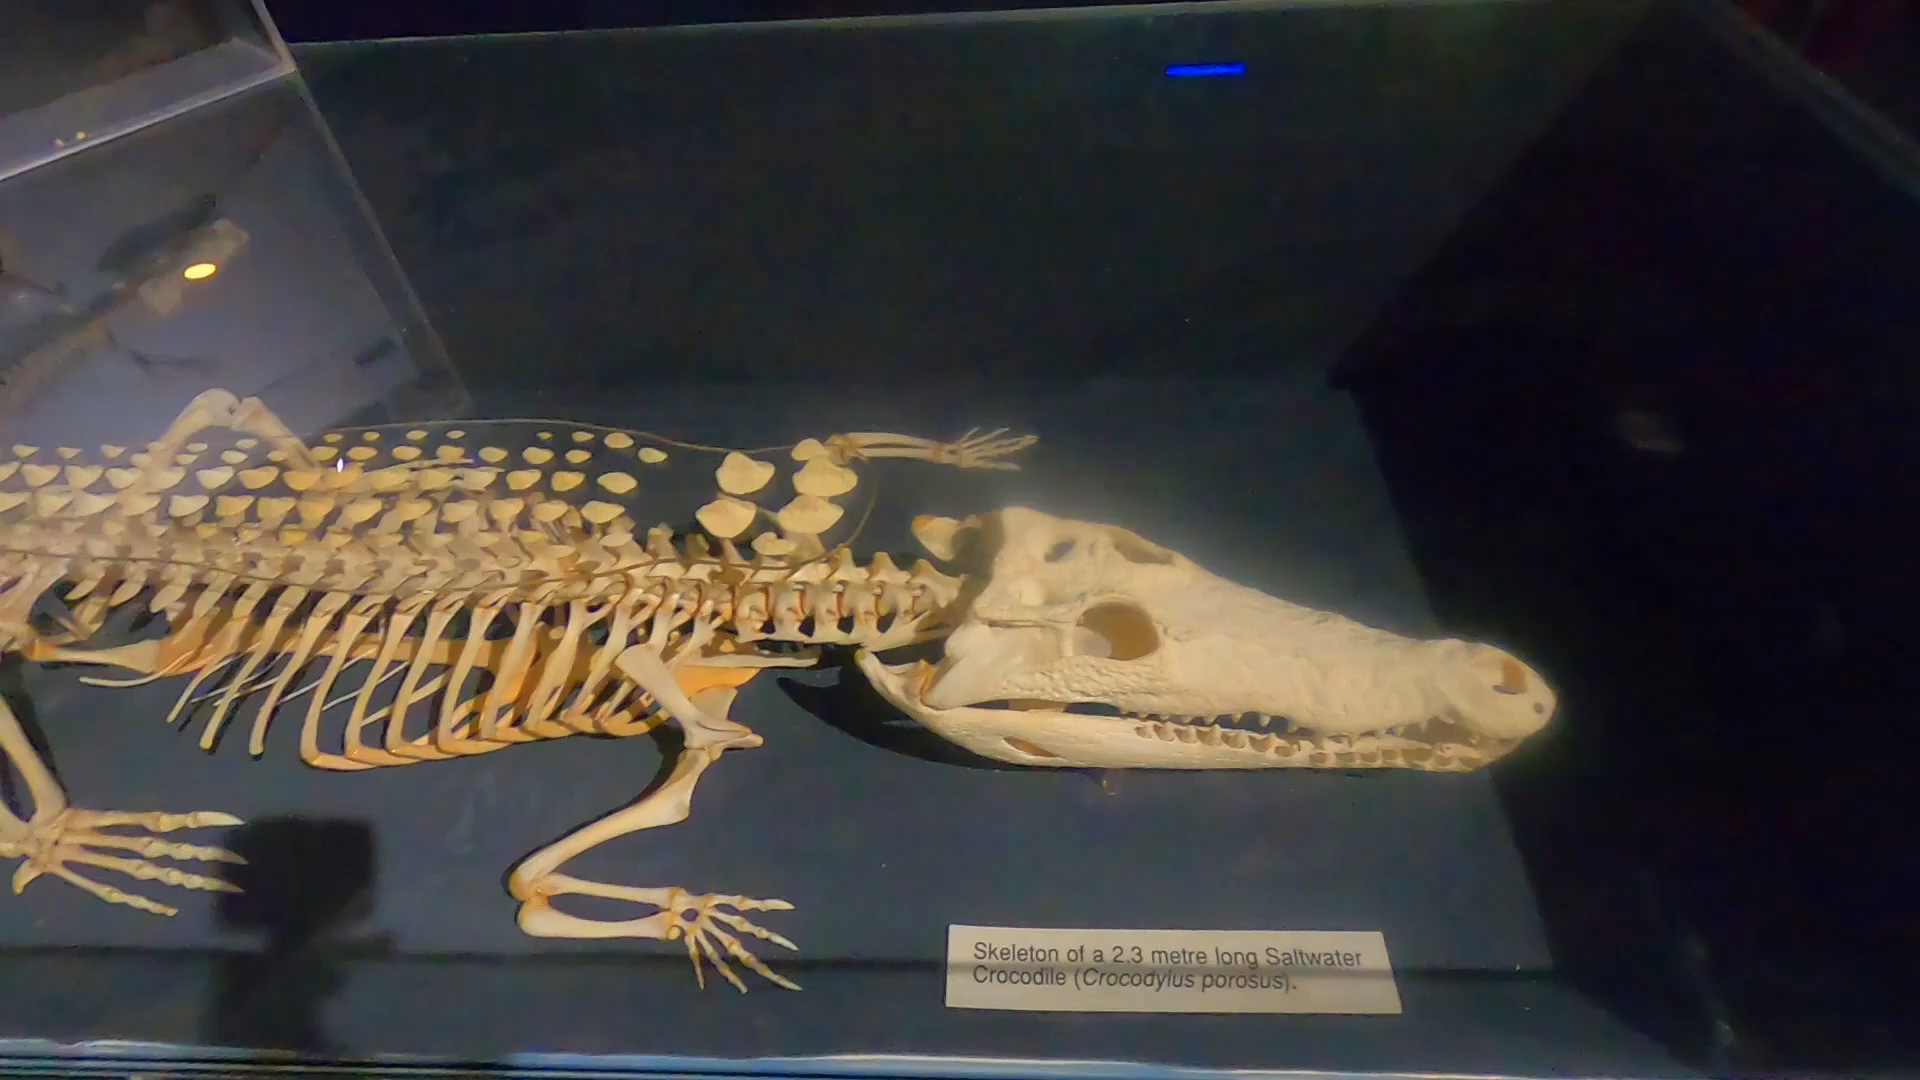 Skeleton of a 2.3 metre long Saltwater
Crocodile (Crocodylus porosus).